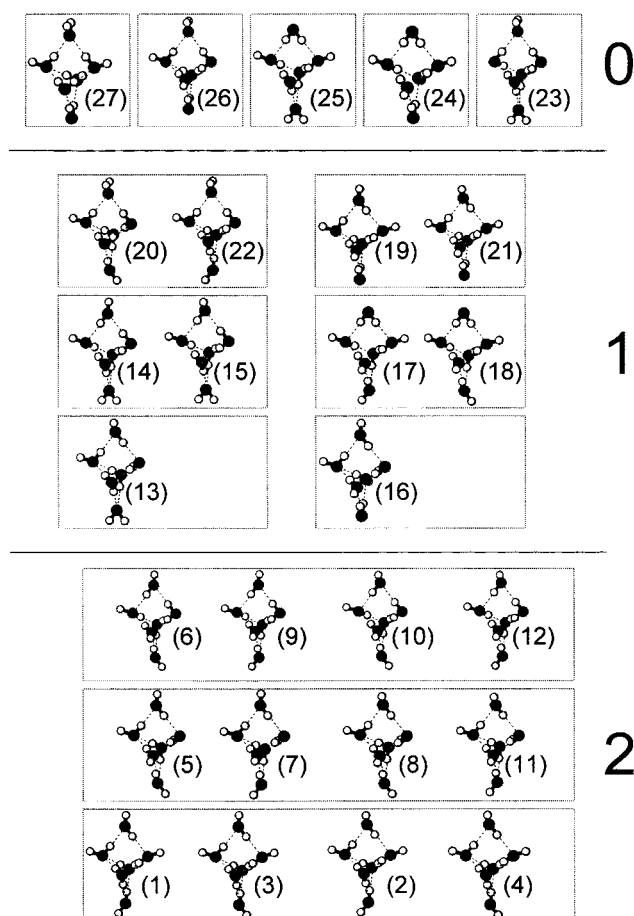 (27) (26) (25) (24) (23) 0
(20) (22) (19) (21)
(14) (15) (17) (18) 1
(13) (16)
(6) (9) (10) (12)
(5) (7) (8) (11) 2
(1) (3) (2) (4)